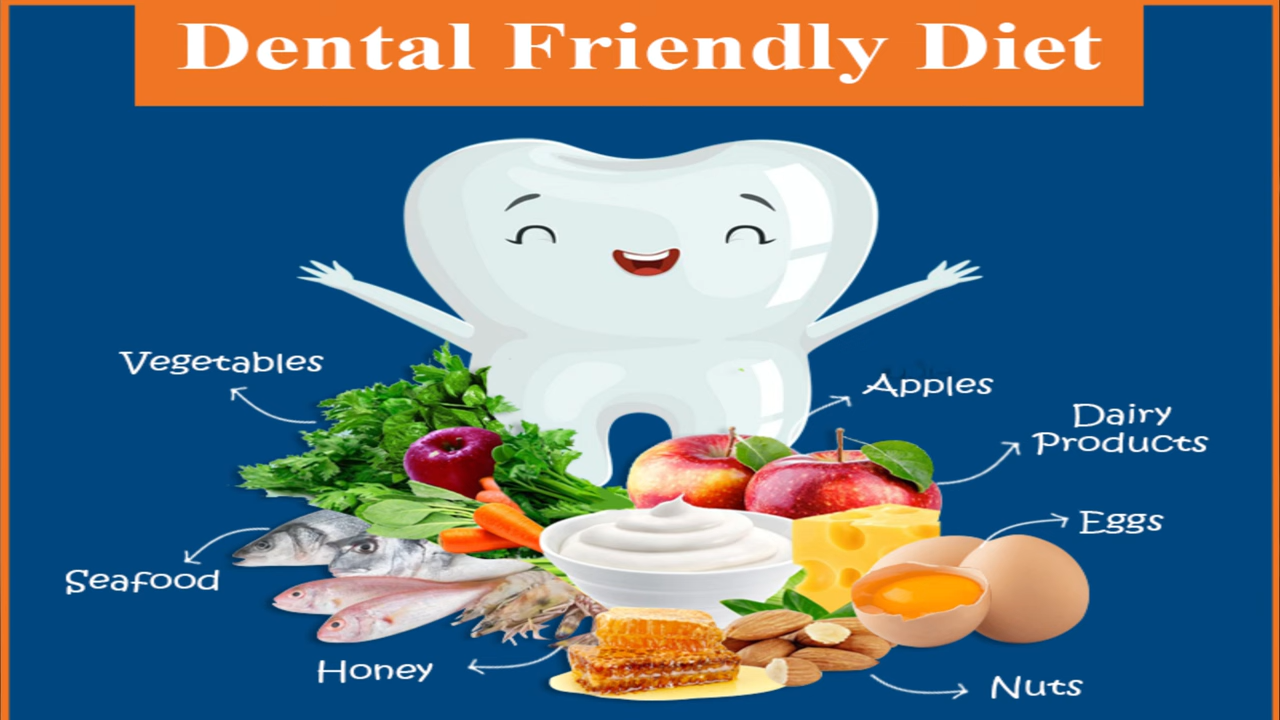 Dental Friendly Diet
Vegetables
Apples
Dairy
Products
Eggs
Seafood
Honey
Nuts